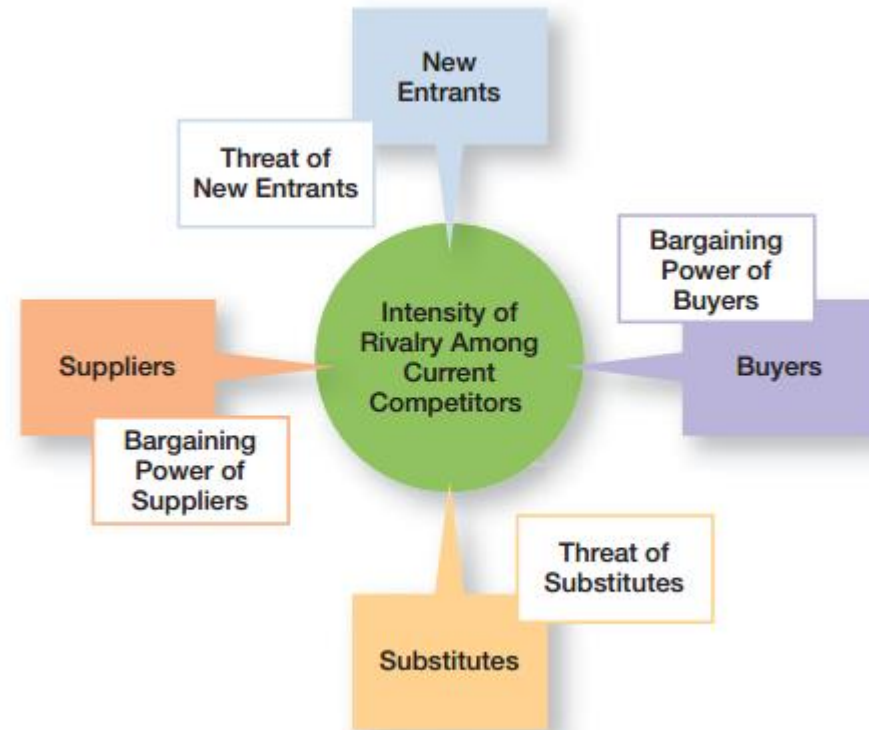 New
Entrants
Threat of
New Entrants
Bargaining
Power of
Buyers
Intensity of
Rivalry Among
Current
Competitors
Suppliers
Buyers
Bargaining
Power of
Suppliers
Threat of
Substitutes
Substitutes